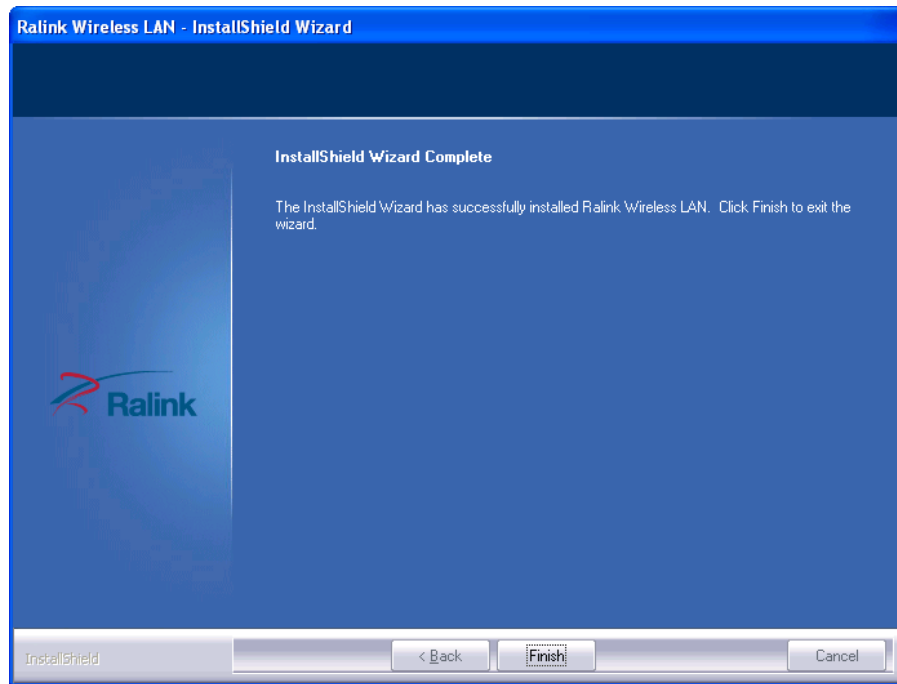 Ralink Wireless LAN - InstallShield Wizard
InstallShield Wizard Complete
The InstallShield Wizard has successfully installed Ralink Wireless LAN.  Click Finish to exit the
wizard.
Ralink
InstallShield
< Back
Finish
Cancel